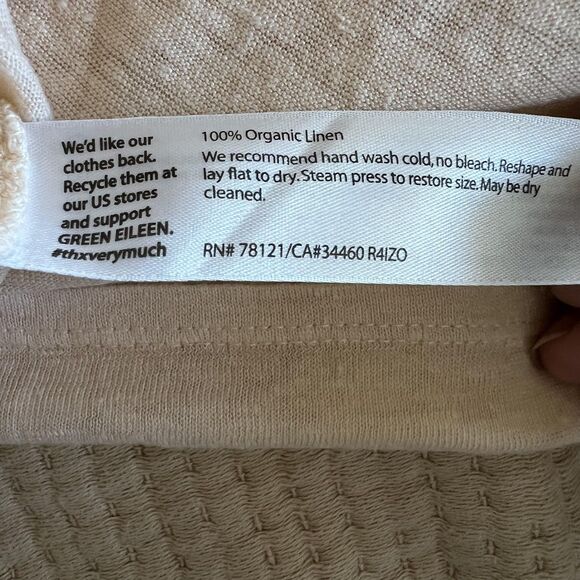 We'd like our
clothes back.
Recycle them at
our US stores
and support
GREEN EILEEN.
#thxverymuch
100% Organic Linen
We recommend hand wash cold, no bleach. Reshape and
lay flat to dry. Steam press to restore size. May be dry
cleaned.
RN# 78121/CA#34460 R4IZO